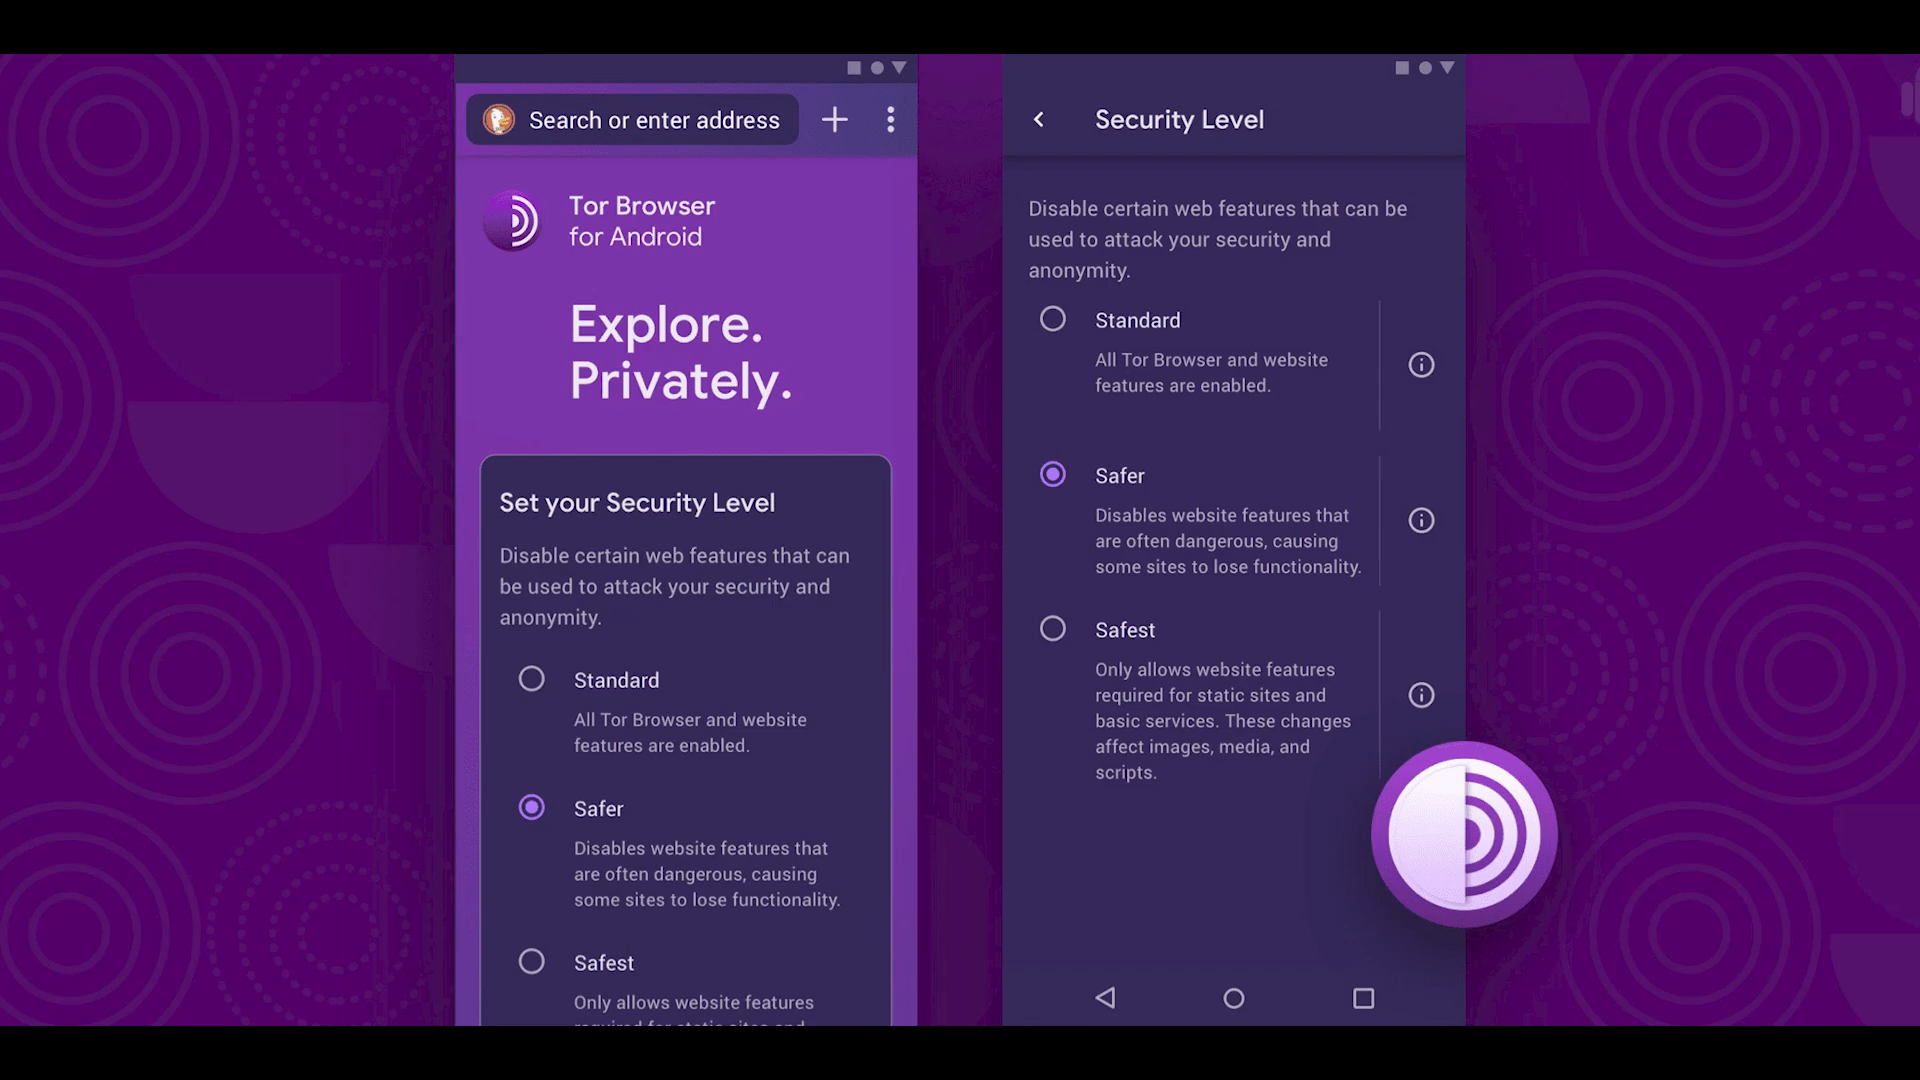 Search or enter address
Tor Browser
for Android
Explore.
Privately.
Set your Security Level
Disable certain web features that can
be used to attack your security and
anonymity.
Standard
All Tor Browser and website
features are enabled.
Safer
Disables website features that
are often dangerous, causing
some sites to lose functionality.
Safest
Only allows website features
required for static sites and
Security Level
Disable certain web features that can be
used to attack your security and
anonymity.
Standard
All Tor Browser and website
features are enabled.
Safer
Disables website features that
are often dangerous, causing
some sites to lose functionality.
Safest
Only allows website features
required for static sites and
basic services. These changes
affect images, media, and
scripts.